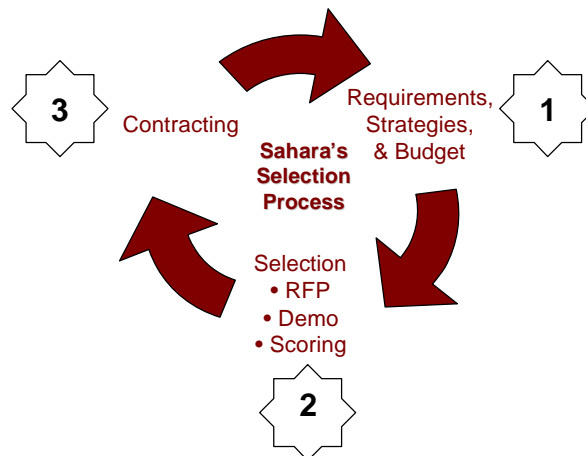 3
Contracting
Requirements,
Strategies,
& Budget
1
Sahara’s
Selection
Process
Selection
• RFP
• Demo
• Scoring
2